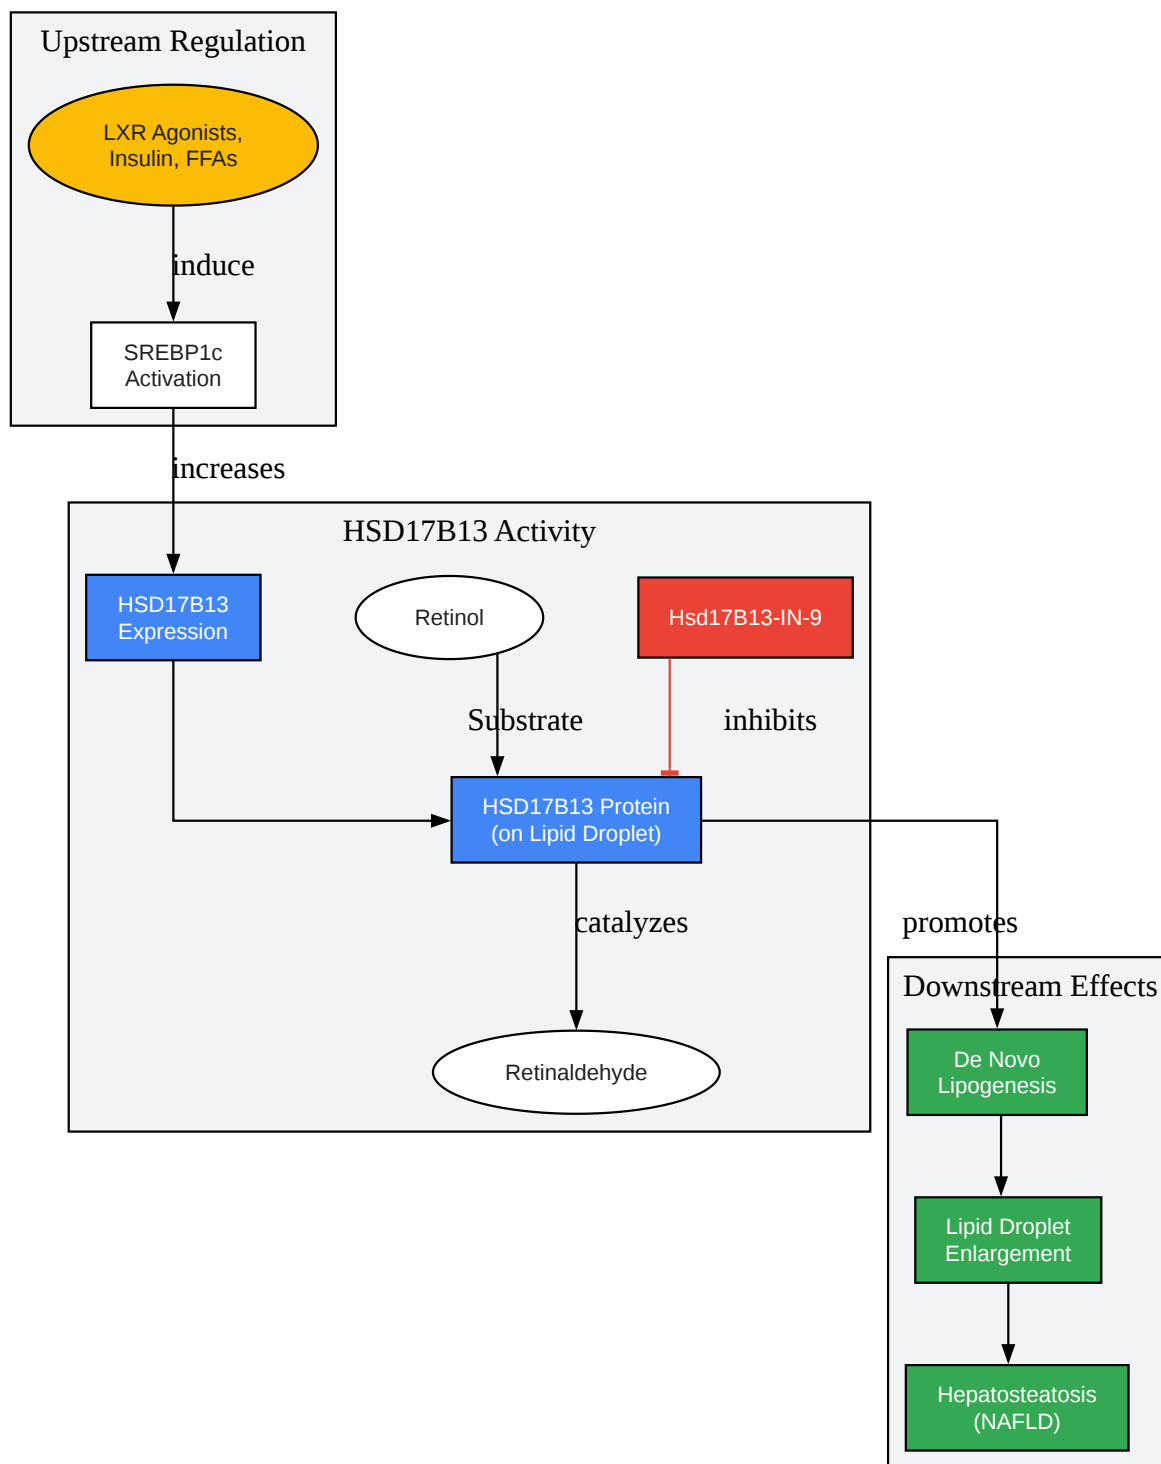 Upstream Regulation
LXR Agonists,
Insulin, FFAs
induce
SREBP1c
Activation
increases
HSD17B13 Activity
HSD17B13
Expression
Retinol
Hsd17B13-IN-9
Substrate
inhibits
HSD17B13 Protein
(on Lipid Droplet)
catalyzes
promotes
Retinaldehyde
Downstream Effects
De Novo
Lipogenesis
Lipid Droplet
Enlargement
Hepatosteatosis
(NAFLD)